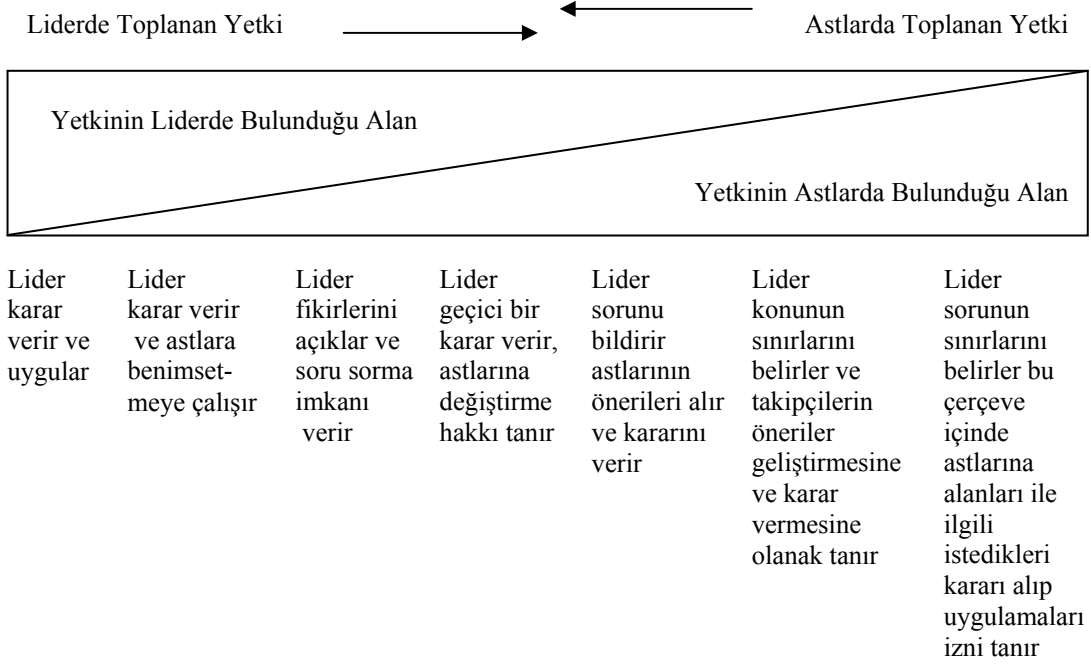 Liderde Toplanan Yetki
Astlarda Toplanan Yetki
Yetkinin Liderde Bulunduğu Alan
Yetkinin Astlarda Bulunduğu Alan
Lider
karar
verir ve
uygular
Lider
karar verir
ve astlara
benimset-
meye çalışır
Lider
fikirlerini
açıklar ve
soru sorma
imkanı
verir
Lider
geçici bir
karar verir,
astlarına
değiştirme
hakkı tanır
Lider
sorunu
bildirir
astlarının
önerileri alır
ve kararını
verir
Lider
konunun
sınırlarını
belirler ve
takipçilerin
öneriler
geliştirmesine
ve karar
vermesine
olanak tanır
Lider
sorunun
sınırlarını
belirler bu
çerçeve
içinde
astlarına
alanları ile
ilgili
istedikleri
kararı alıp
uygulamaları
izni tanır